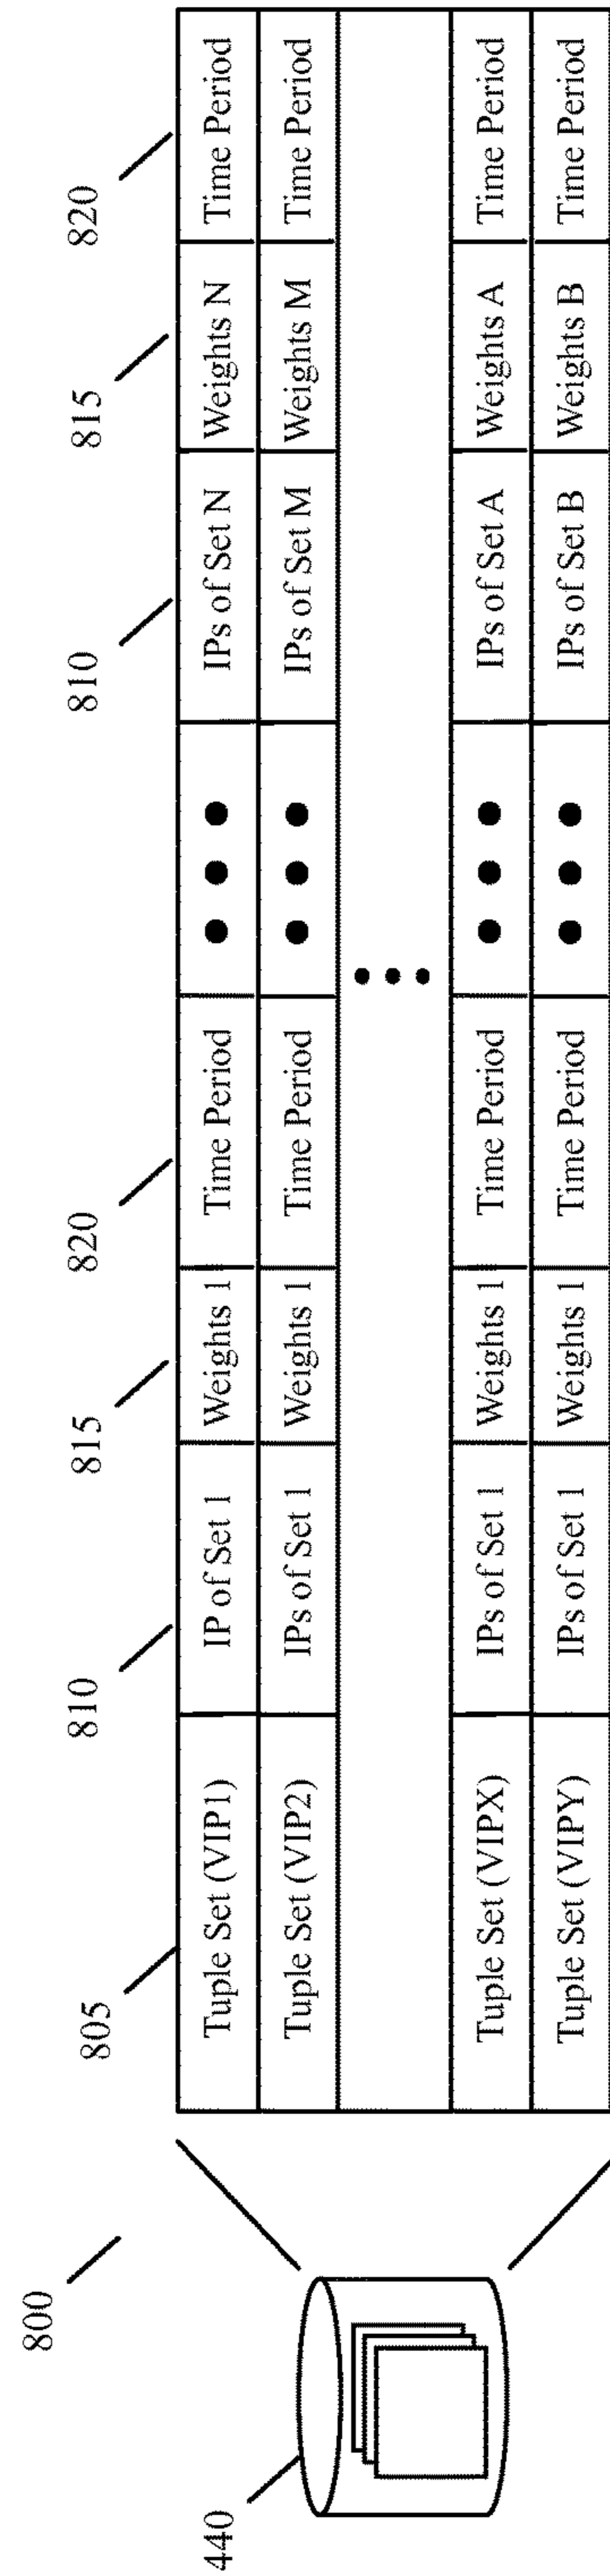 800
440
805
810
815
820
810
815
820
Tuple Set (VIP1) IP of Set 1 Weights 1 Time Period ● ● ● IPs of Set N Weights N Time Period
Tuple Set (VIP2) IPs of Set 1 Weights 1 Time Period ● ● ● IPs of Set M Weights M Time Period
● ● ●
Tuple Set (VIPX) IPs of Set 1 Weights 1 Time Period ● ● ● IPs of Set A Weights A Time Period
Tuple Set (VIPY) IPs of Set 1 Weights 1 Time Period ● ● ● IPs of Set B Weights B Time Period